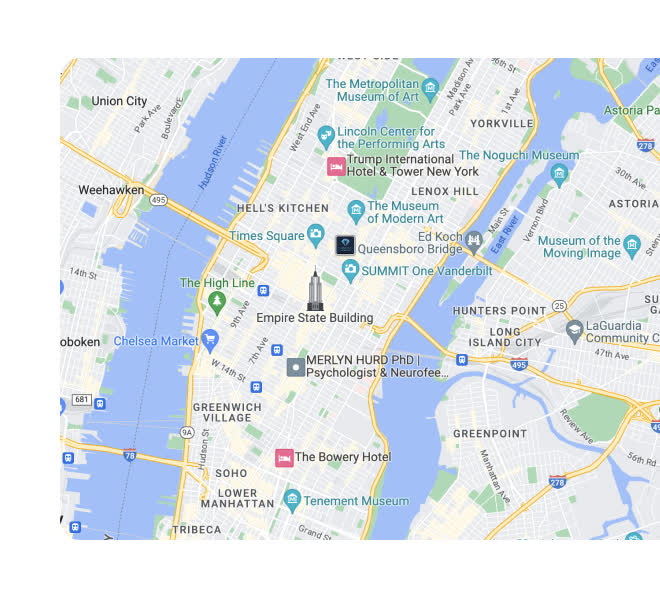 The Metropolitan
Museum of Art
Madison Av
Park Ave
1st Ave
Union City
Park Ave
Boulevard E
West End Ave
Astoria Pa
YORKVILLE
278
Lincoln Center for
the Performing Arts
Hudson River
Trump International
Hotel & Tower New York
The Noguchi Museum
30th Ave
Weehawken
495
LENOX HILL
HELL'S KITCHEN
The Museum
of Modern Art
Main St
Vernon Blvd
ASTORIA
Times Square
Ed Koch
Queensboro Bridge
East River
Museum of the
Moving Image
14th St
SUMMIT One Vanderbilt
The High Line
9th Ave
Empire State Building
HUNTERS POINT
25
LONG
ISLAND CITY
LaGuardia
Community C
47th Ave
oboken
Chelsea Market
7th Ave
W 14th St
MERLYN HURD PhD |
Psychologist & Neurofee...
495
681
GREENWICH
VILLAGE
9A
Hudson St
GREENPOINT
Review Ave
78
The Bowery Hotel
56th Rd
SOHO
Manhattan Ave
278
LOWER
MANHATTAN
Tenement Museum
TRIBECA
Grand St